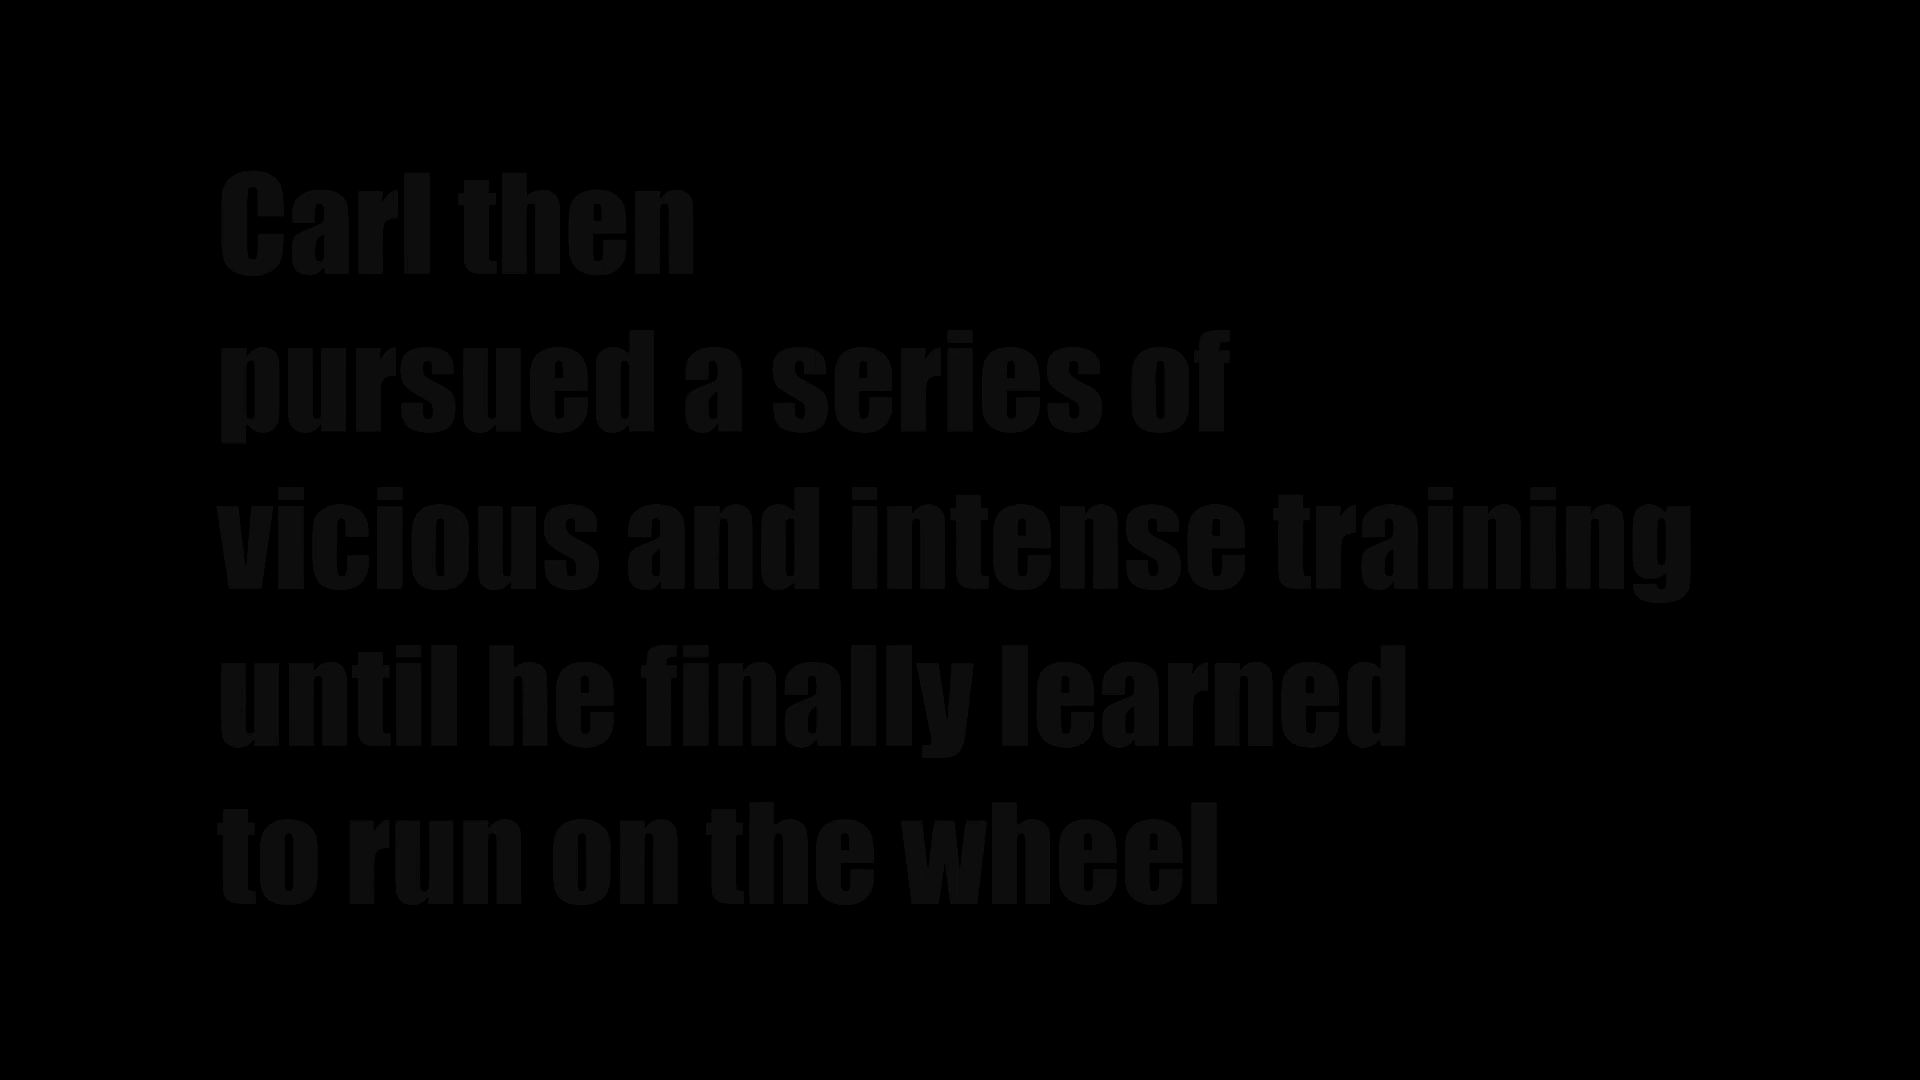 Carl then
pursued a series of
vicious and intense training
until he finally learned
to run on the wheel